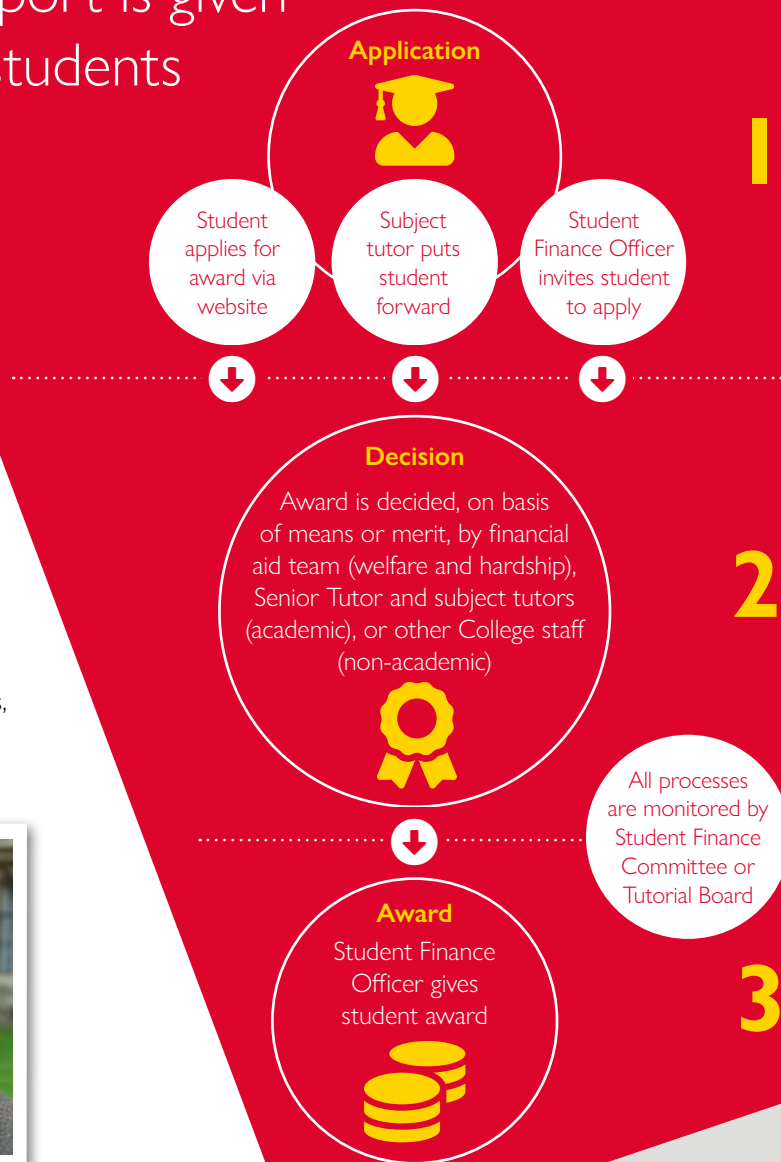 port is given
students
Application
1
Student
applies for
award via
website
Subject
tutor puts
student
forward
Student
Finance Officer
invites student
to apply
Decision
Award is decided, on basis
of means or merit, by financial
aid team (welfare and hardship),
Senior Tutor and subject tutors
(academic), or other College staff
(non-academic)
2
All processes
are monitored by
Student Finance
Committee or
Tutorial Board
Award
Student Finance
Officer gives
student award
3